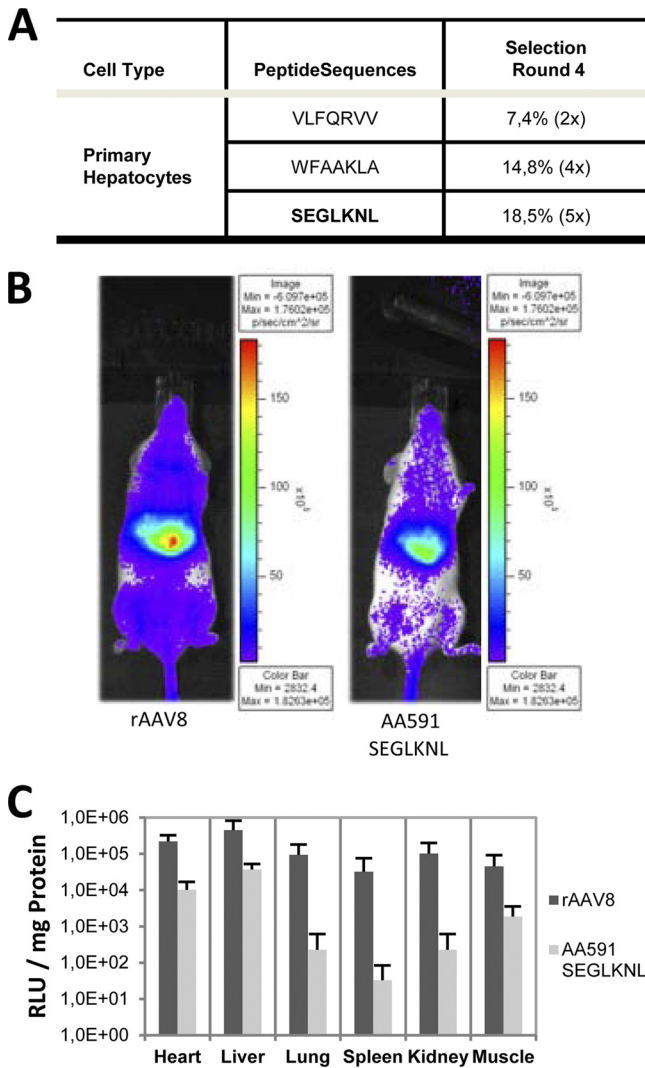 A
Cell Type PeptideSequences Selection Round 4
Primary Hepatocytes
VLFQRVV 7,4% (2x)
WFAAKLA 14,8% (4x)
SEGLKNL 18,5% (5x)
B
Image
Min = -6.097e+05
Max = 1.7602e+05
p/sec/cm^2/sr
150
100
50
Color Bar
Min = 2832.4
Max = 1.8263e+05
rAAV8
Image
Min = -6.097e+05
Max = 1.7602e+05
p/sec/cm^2/sr
150
100
50
Color Bar
Min = 2832.4
Max = 1.8263e+05
AA591
SEGLKNL
C
RLU / mg Protein
1,0E+06
1,0E+05
1,0E+04
1,0E+03
1,0E+02
1,0E+01
1,0E+00
Heart Liver Lung Spleen Kidney Muscle
rAAV8
AA591
SEGLKNL